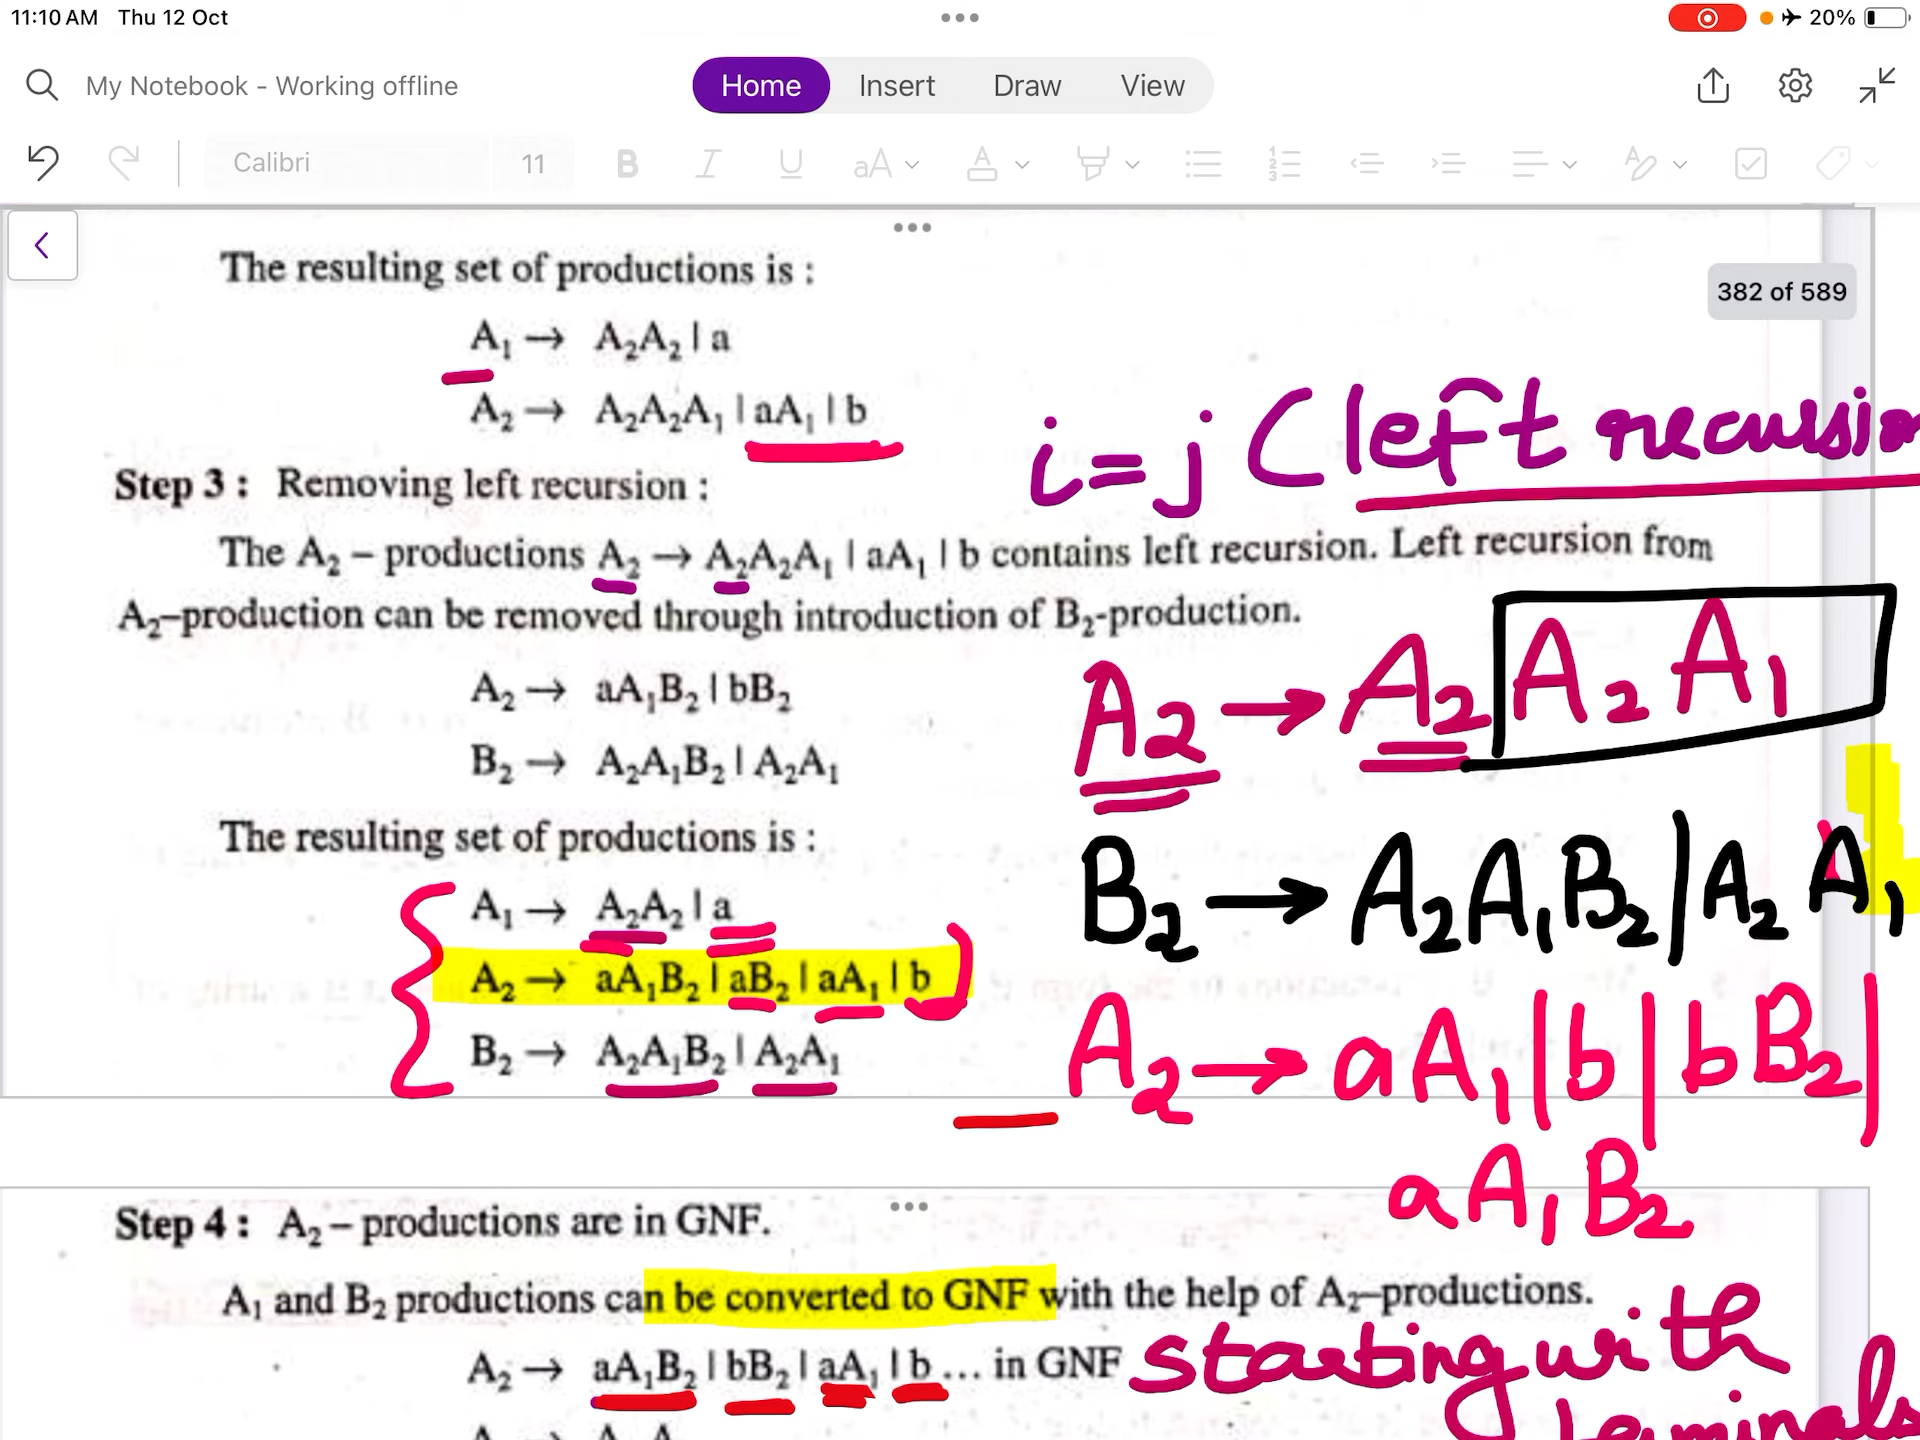 11:10 AM Thu 12 Oct
20%
My Notebook - Working offline
Home Insert Draw View
Calibri 11 B I U aA A
The resulting set of productions is :
382 of 589
A₁ → A₂A₂ | a
A₂ → A₂A₂A₁ | aA₁ | b
i=j (left recursion
Step 3 : Removing left recursion :
The A₂ – productions A₂ → A₂A₂A₁ | aA₁ | b contains left recursion. Left recursion from
A₂–production can be removed through introduction of B₂-production.
A₂ → A₂ A₂ A₁
A₂ → aA₁B₂ | bB₂
B₂ → A₂A₁B₂ | A₂A₁
The resulting set of productions is :
B₂ → A₂A₁B₂ | A₂ A₁
A₁ → A₂A₂ | a
A₂ → aA₁B₂ | aB₂ | aA₁ | b
B₂ → A₂A₁B₂ | A₂A₁
A₂ → aA₁ | b | bB₂ |
aA₁B₂
Step 4 : A₂ – productions are in GNF.
A₁ and B₂ productions can be converted to GNF with the help of A₂–productions.
A₂ → aA₁B₂ | bB₂ | aA₁ | b ... in GNF
starting with
terminals